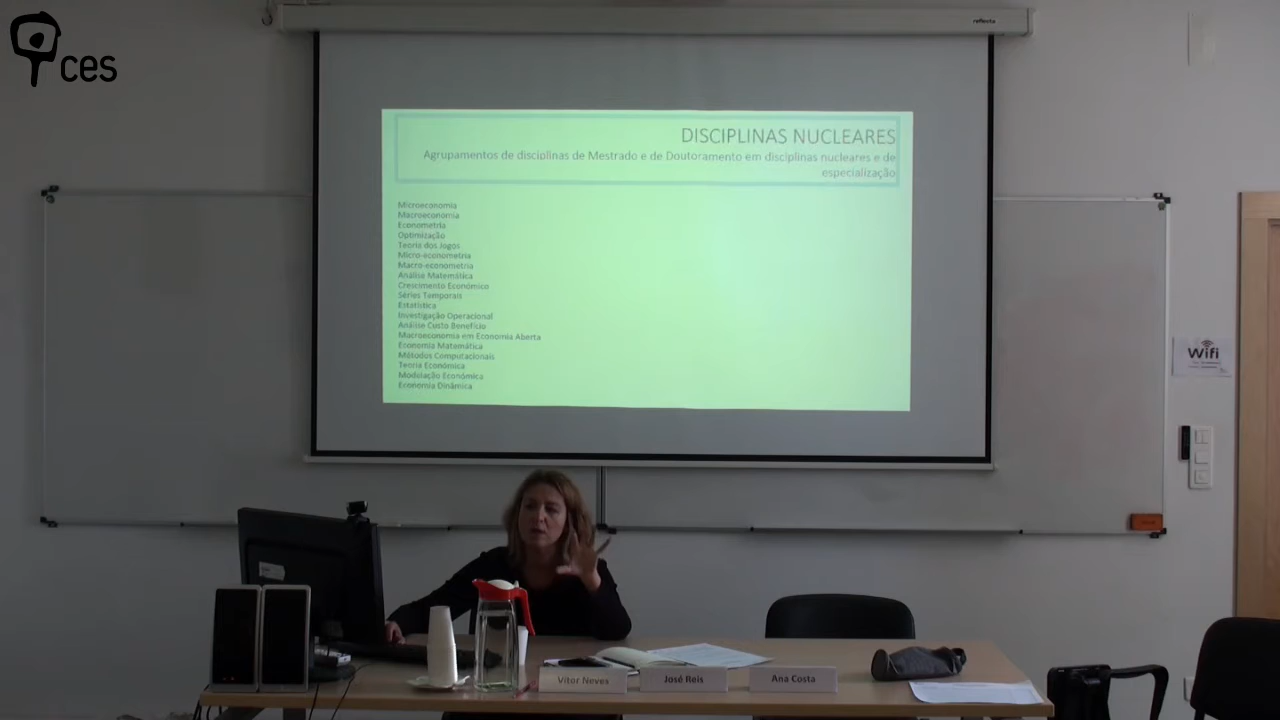 ces
reflecta
DISCIPLINAS NUCLEARES
Agrupamentos de disciplinas de Mestrado e de Doutoramento em disciplinas nucleares e de
especialização
Microeconomia
Macroeconomia
Econometria
Optimização
Teoria dos Jogos
Micro-econometria
Macro-econometria
Análise Matemática
Crescimento Económico
Séries Temporais
Estatística
Investigação Operacional
Análise Custo Benefício
Macroeconomia em Economia Aberta
Economia Matemática
Métodos Computacionais
Teoria Económica
Modelação Económica
Economia Dinâmica
Wifi
Vítor Neves
José Reis
Ana Costa